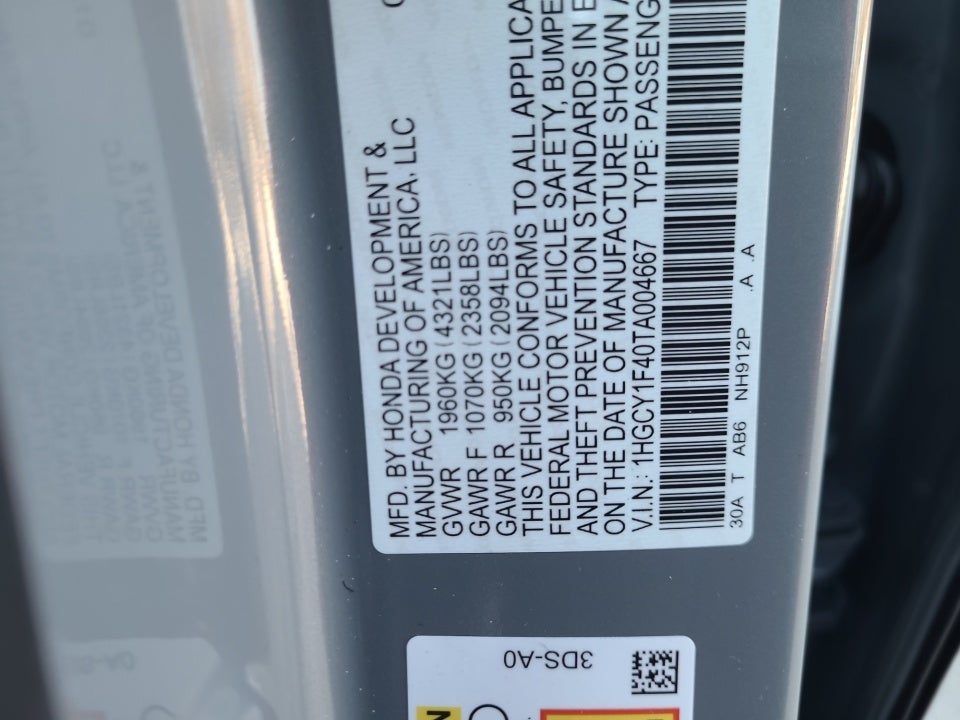 MFD. BY HONDA DEVELOPMENT &
MANUFACTURING OF AMERICA, LLC
GVWR 1960KG (4321LBS)
GAWR F 1070KG (2358LBS)
GAWR R 950KG (2094LBS)
THIS VEHICLE CONFORMS TO ALL APPLICA
FEDERAL MOTOR VEHICLE SAFETY, BUMPE
AND THEFT PREVENTION STANDARDS IN E
ON THE DATE OF MANUFACTURE SHOWN A
V.I.N.: 1HGCY1F40TA004667 TYPE: PASSENG
30A T AB6 NH912P .A .A
3DS-A0